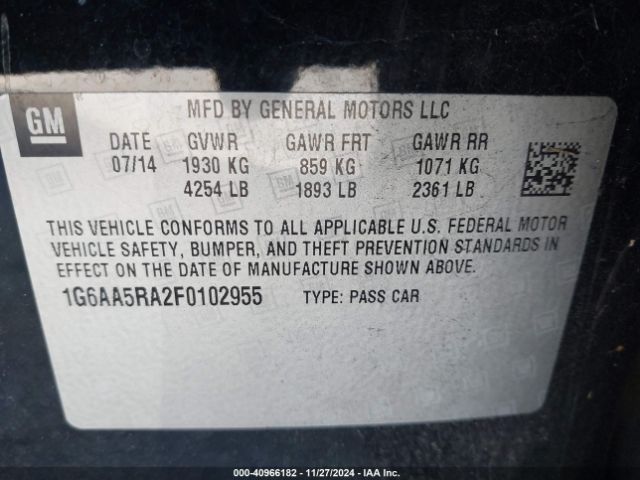 GM
MFD BY GENERAL MOTORS LLC
DATE GVWR GAWR FRT GAWR RR
07/14 1930 KG 859 KG 1071 KG
4254 LB 1893 LB 2361 LB
THIS VEHICLE CONFORMS TO ALL APPLICABLE U.S. FEDERAL MOTOR
VEHICLE SAFETY, BUMPER, AND THEFT PREVENTION STANDARDS IN
EFFECT ON THE DATE OF MANUFACTURE SHOWN ABOVE.
1G6AA5RA2F0102955 TYPE: PASS CAR
000-40966182 - 11/27/2024 - IAA Inc.